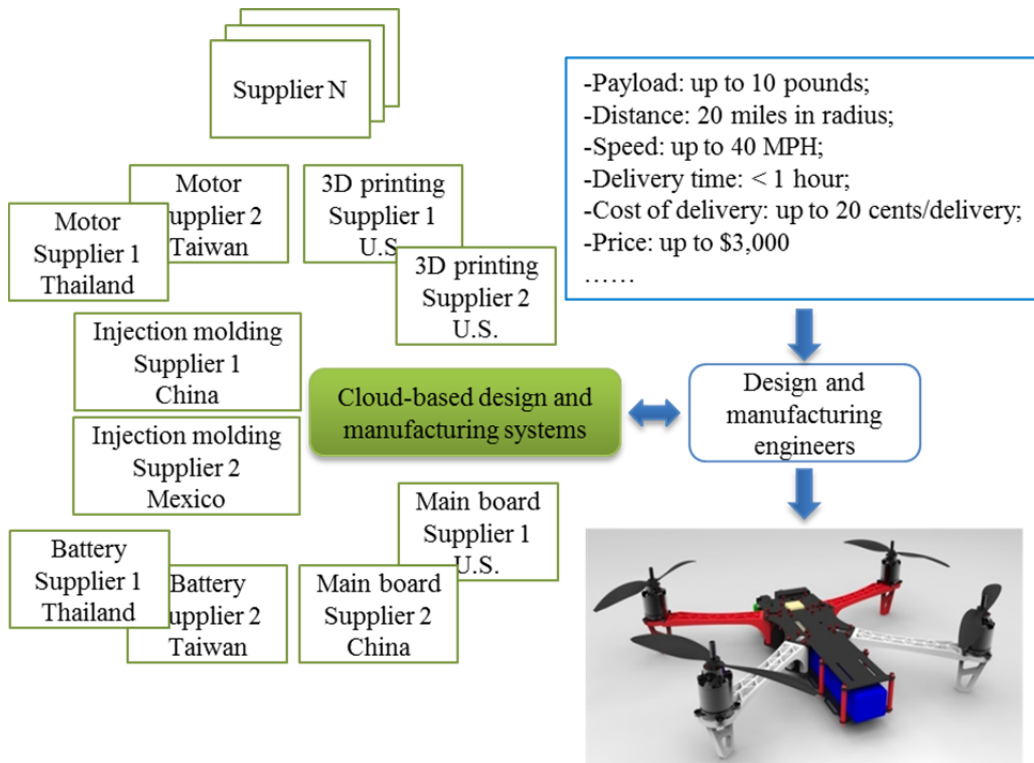 Supplier N
Motor
upplier 2
Taiwan
Motor
Supplier 1
Thailand
3D printing
Supplier 1
U.S.
3D printing
Supplier 2
U.S.
Injection molding
Supplier 1
China
Injection molding
Supplier 2
Mexico
Battery
Supplier 1
Thailand
Battery
upplier 2
Taiwan
Main board
Supplier 1
U.S.
Main board
Supplier 2
China
Cloud-based design and
manufacturing systems
-Payload: up to 10 pounds;
-Distance: 20 miles in radius;
-Speed: up to 40 MPH;
-Delivery time: < 1 hour;
-Cost of delivery: up to 20 cents/delivery;
-Price: up to $3,000
……
Design and
manufacturing
engineers